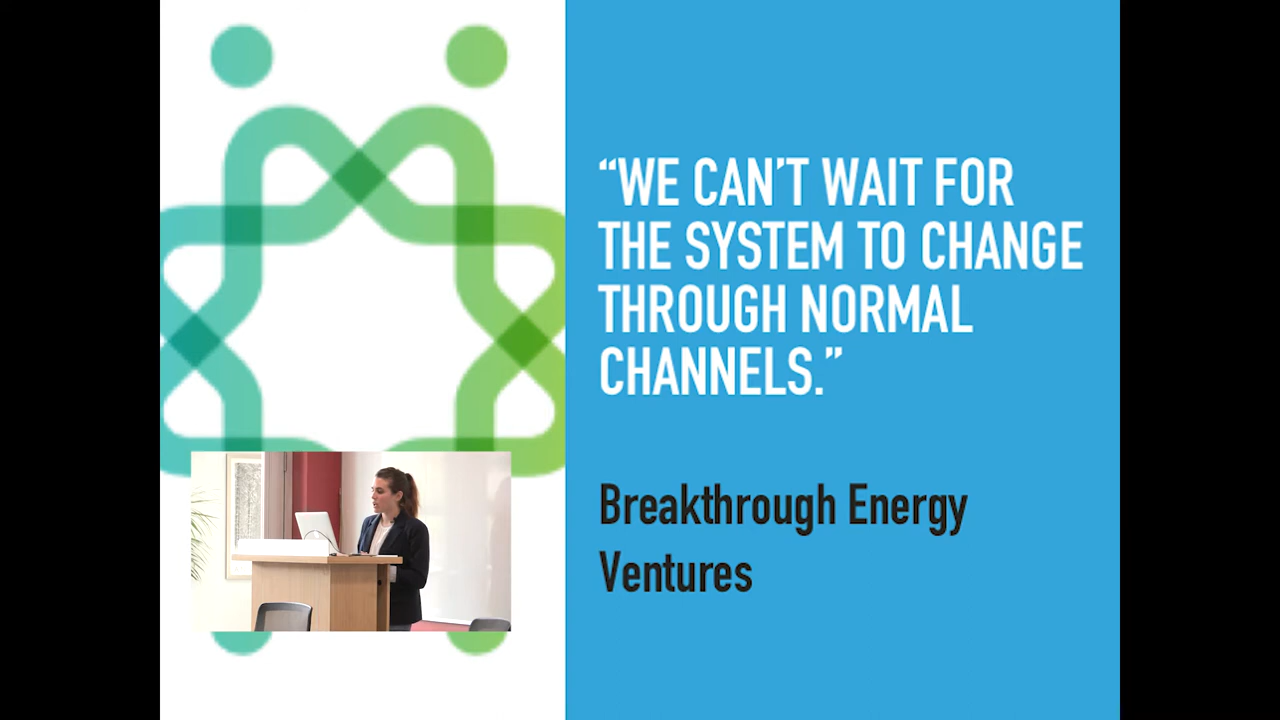 “WE CAN’T WAIT FOR
THE SYSTEM TO CHANGE
THROUGH NORMAL
CHANNELS.”
Breakthrough Energy
Ventures